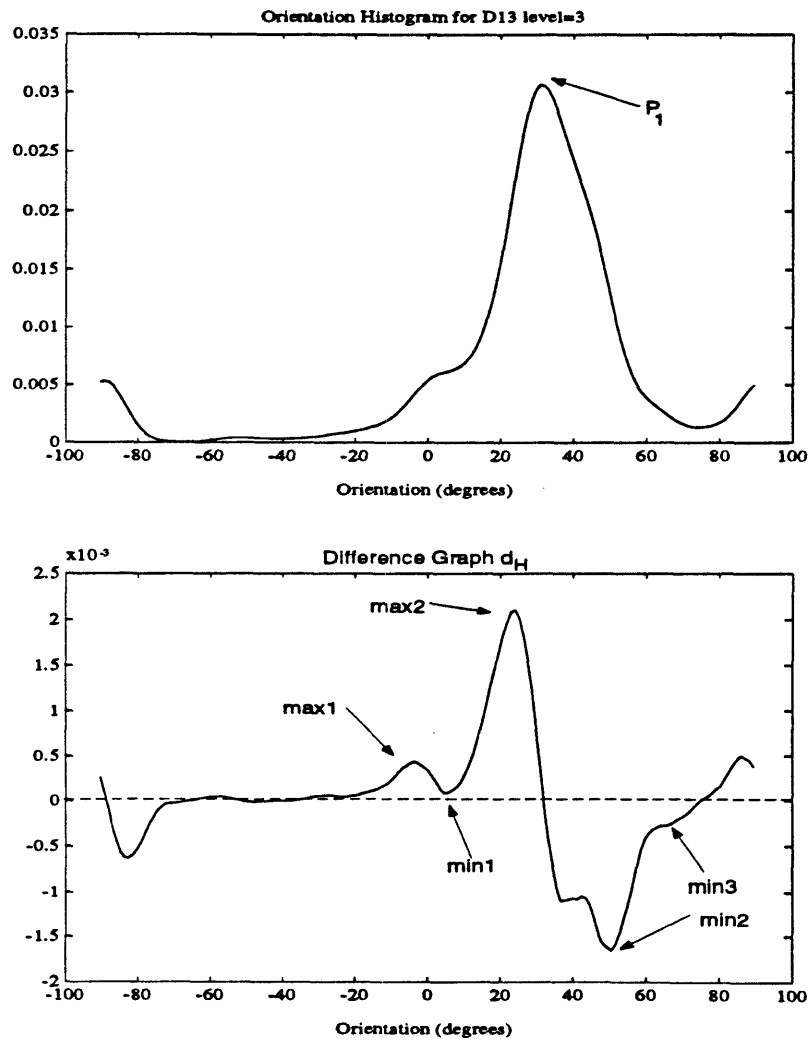 Orientation Histogram for D13 level=3
0.035
0.03
0.025
0.02
0.015
0.01
0.005
0
P1
-100 -80 -60 -40 -20 0 20 40 60 80 100
Orientation (degrees)
x10-3
Difference Graph dH
2.5
2
1.5
1
0.5
0
-0.5
-1
-1.5
-2
max2
max1
min1
min3
min2
-100 -80 -60 -40 -20 0 20 40 60 80 100
Orientation (degrees)